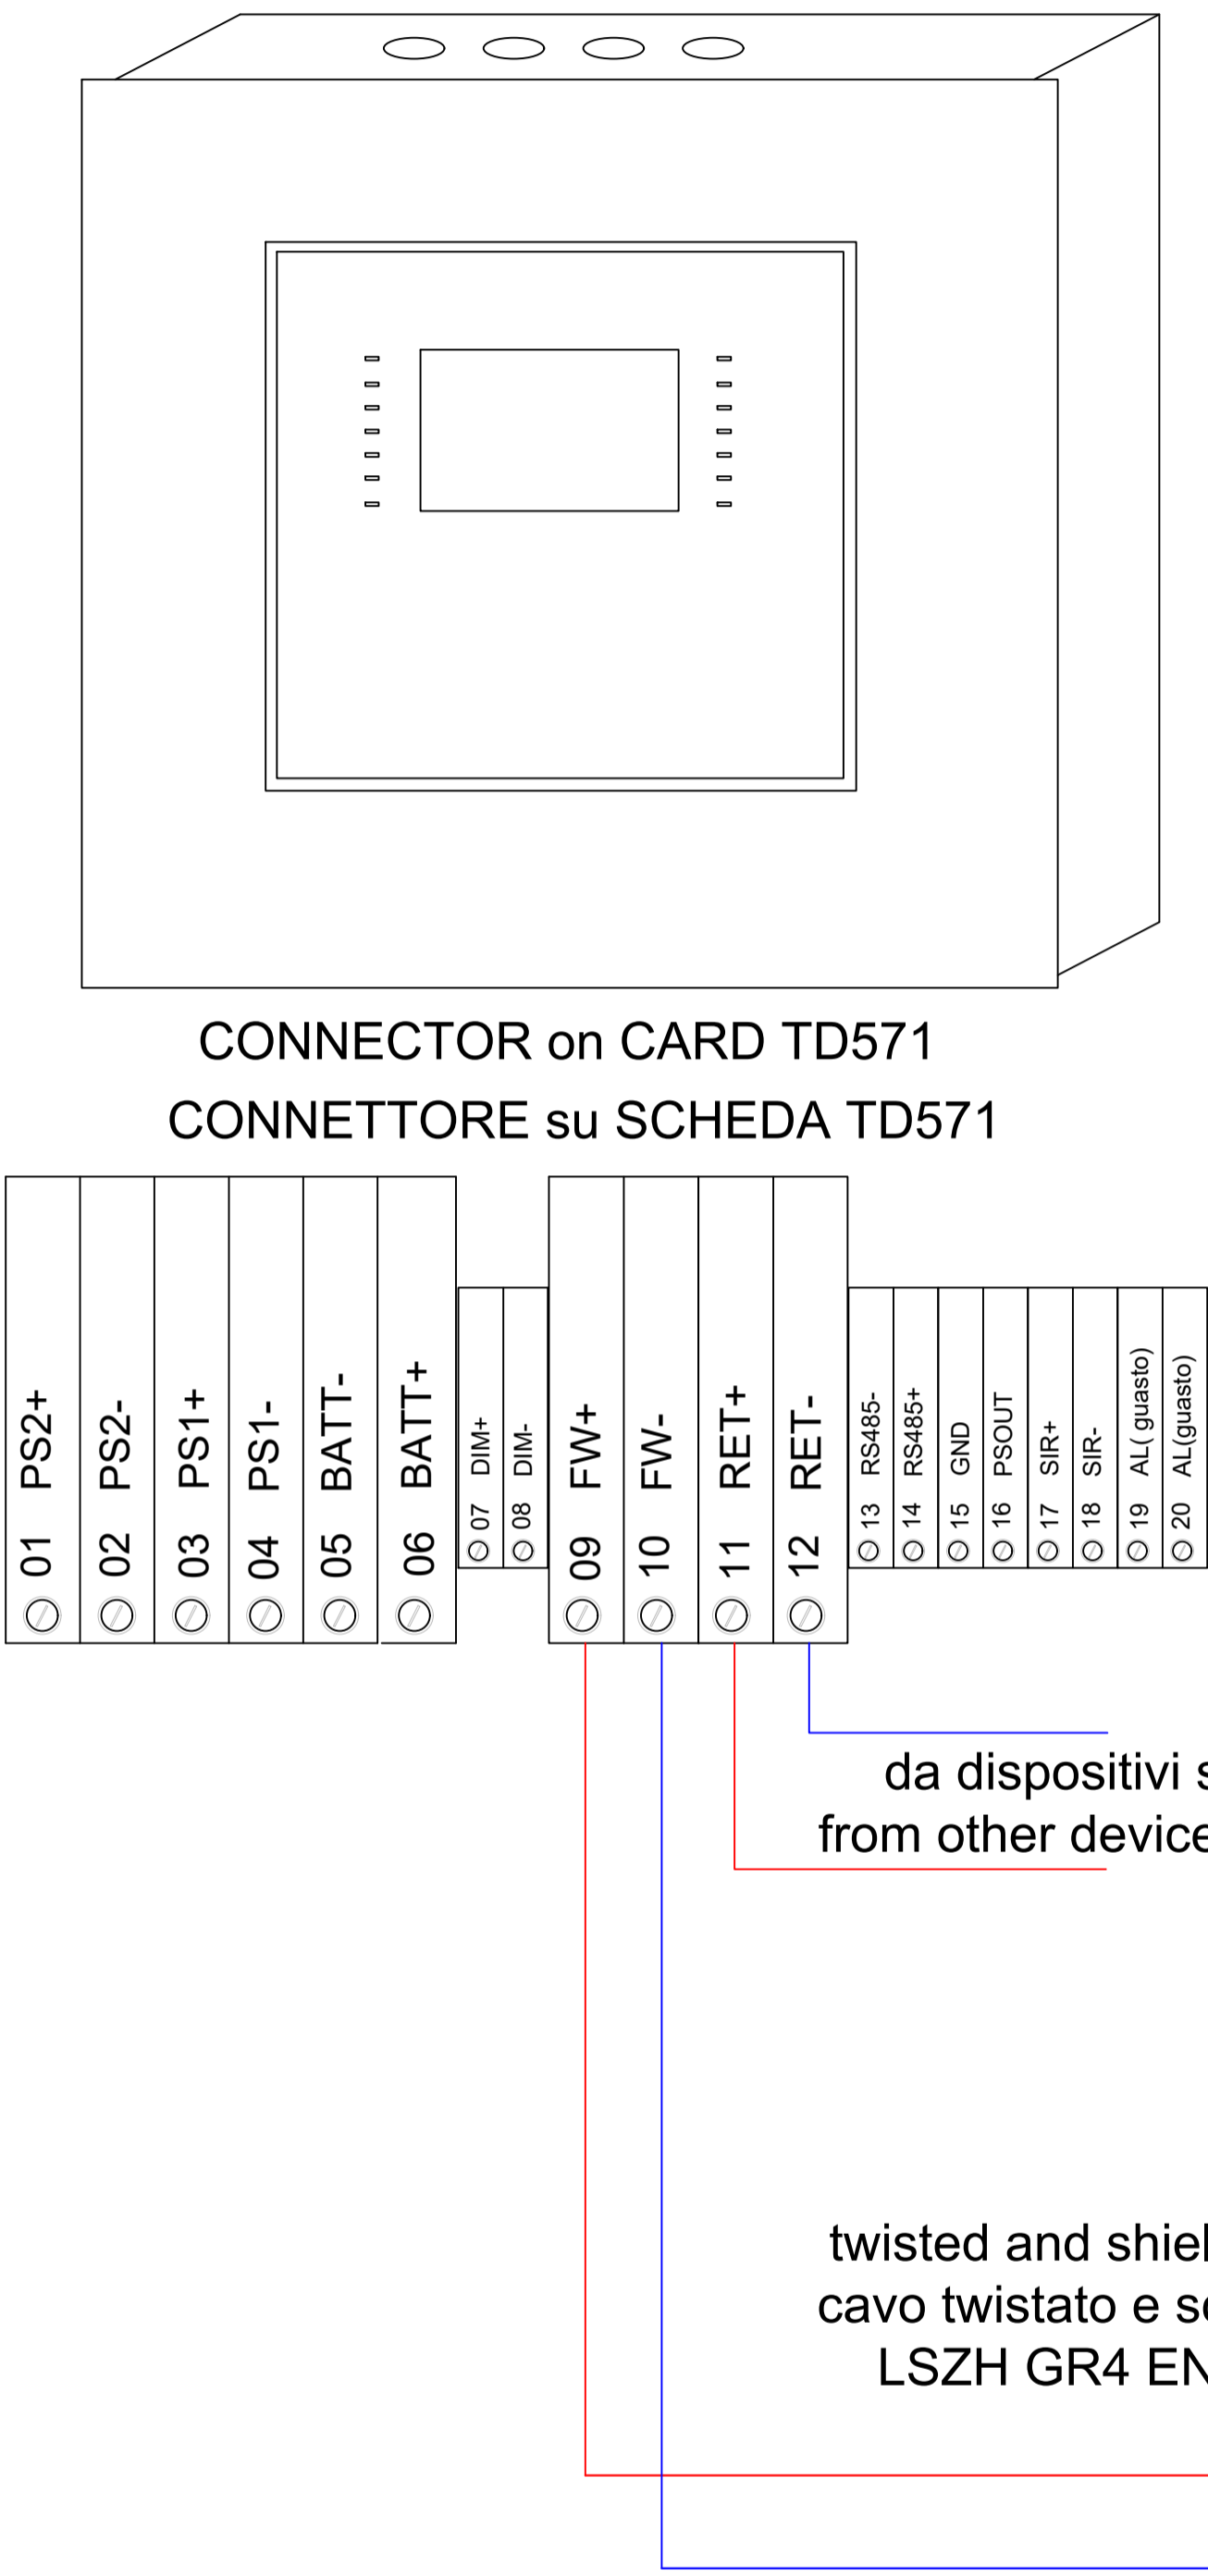 CONNECTOR on CARD TD571
CONNETTORE su SCHEDA TD571
01 PS2+
02 PS2-
03 PS1+
04 PS1-
05 BATT-
06 BATT+
07 DIM+
08 DIM-
09 FW+
10 FW-
11 RET+
12 RET-
13 RS485-
14 RS485+
15 GND
16 PSOUT
17 SIR+
18 SIR-
19 AL( guasto)
20 AL(guasto)
da dispositivi
from other
twisted and
cavo twistato e
LSZH GR4